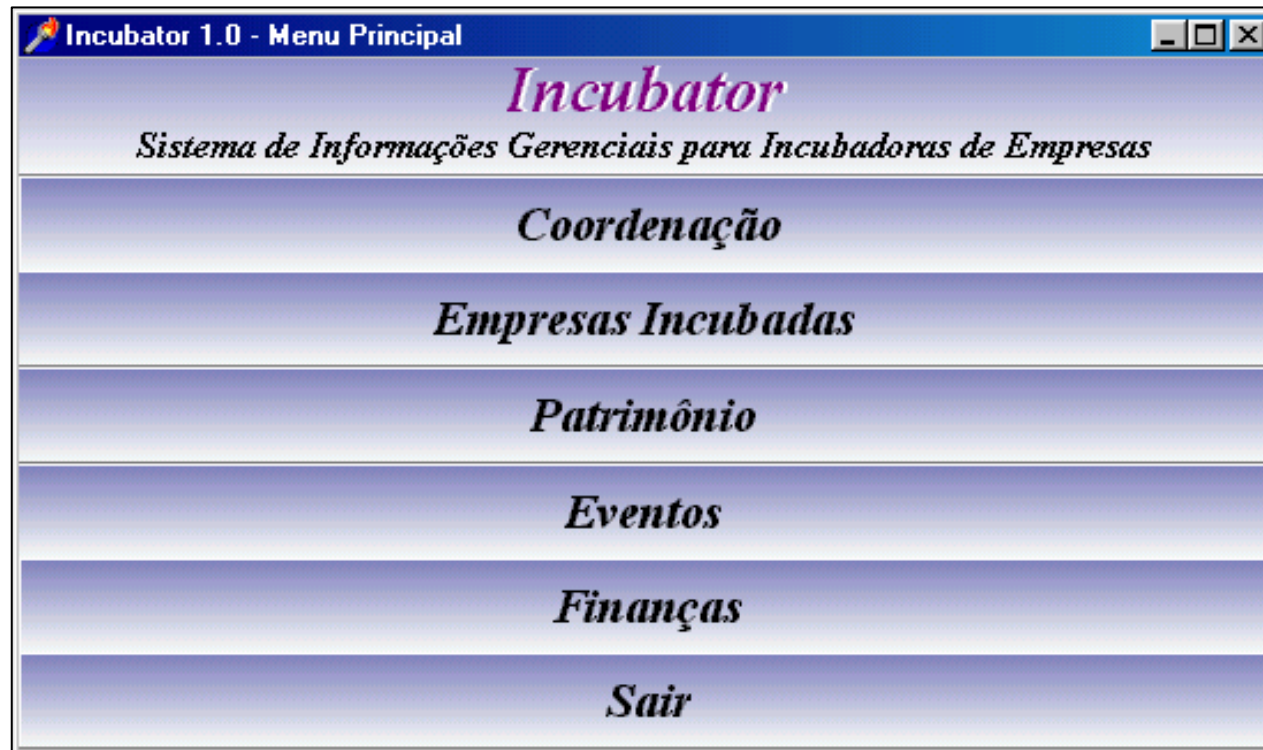 Incubator 1.0 - Menu Principal
Incubator
Sistema de Informações Gerenciais para Incubadoras de Empresas
Coordenação
Empresas Incubadas
Patrimônio
Eventos
Finanças
Sair